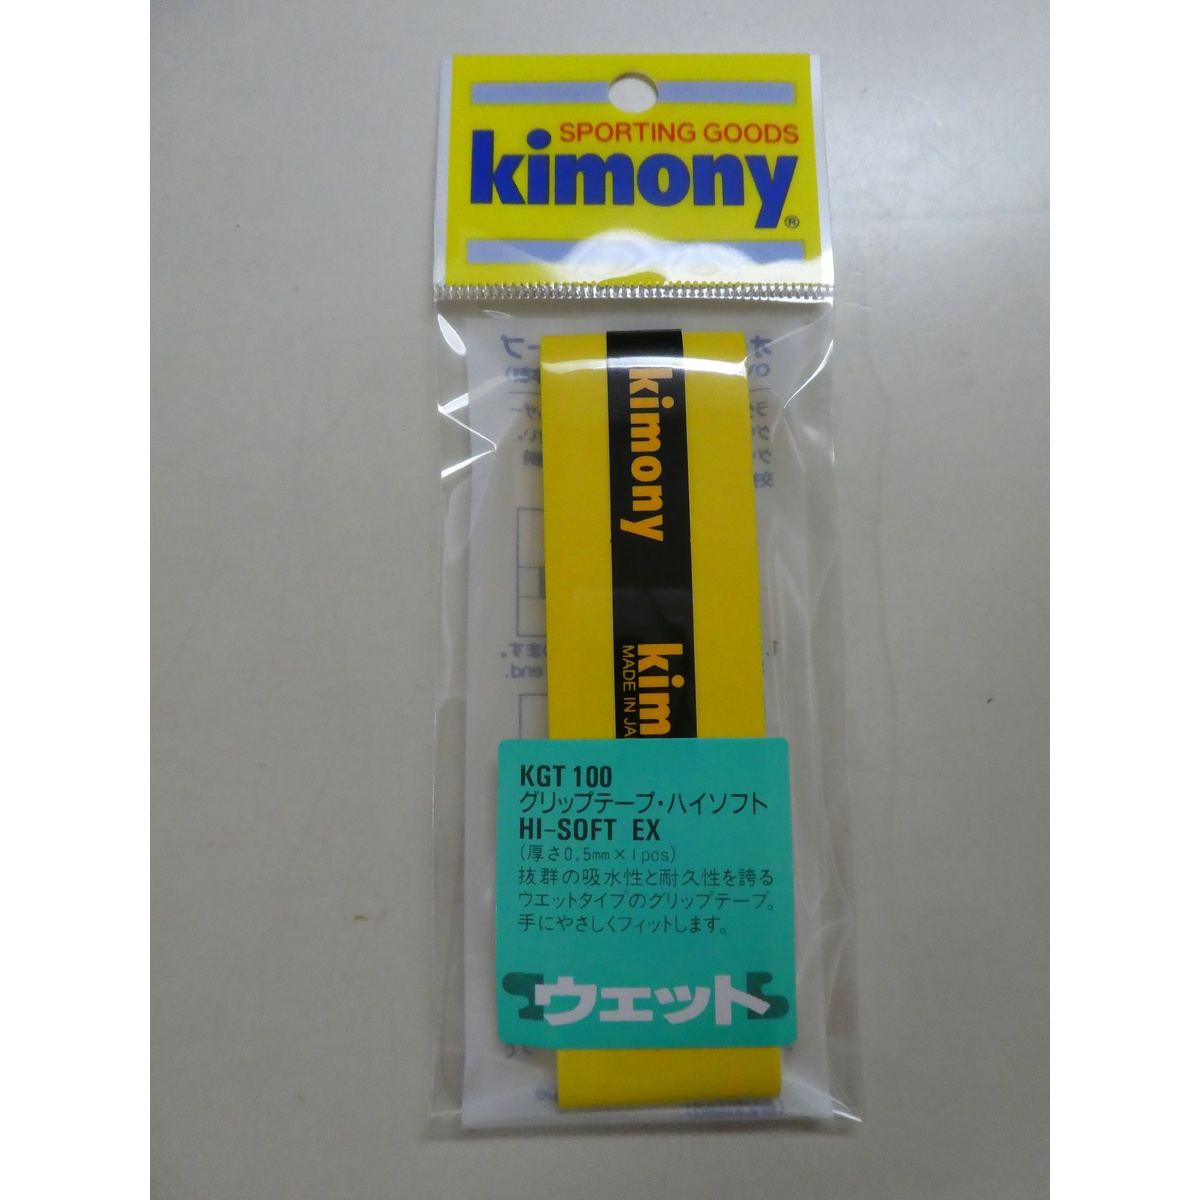 SPORTING GOODS
kimony®
kimony
kim
MADE IN JA
KGT 100
グリップテープ・ハイソフト
HI-SOFT EX
(厚さ0.5mm×1pcs)
抜群の吸水性と耐久性を誇る
ウエットタイプのグリップテープ。
手にやさしくフィットします。
ウェット